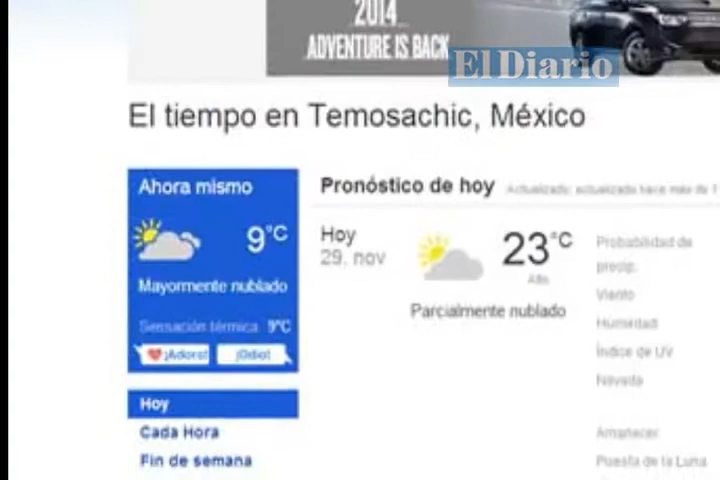 2014
ADVENTURE IS BACK
El Diario
El tiempo en Temosachic, México
Ahora mismo
9°C
Mayormente nublado
Sensación térmica 9°C
¡Adoro!
¡Odio!
Pronóstico de hoy
Hoy
29. nov
23°C
Alto
Parcialmente nublado
Probabilidad de
precip.
Viento
Humedad
Índice de UV
Nevada
Amanecer
Puesta de la Luna
Hoy
Cada Hora
Fin de semana